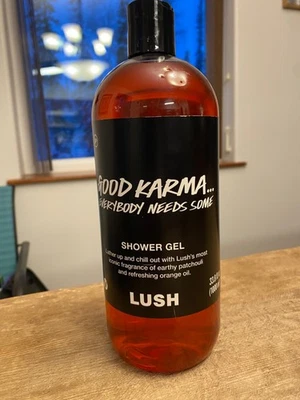 GOOD KARMA...
EVERYBODY NEEDS SOME
SHOWER GEL
Lather up and chill out with Lush's most
iconic fragrance of earthy patchouli
and refreshing orange oil.
LUSH